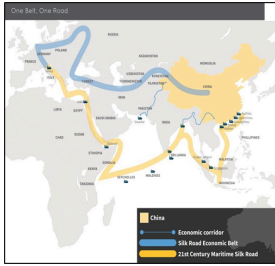 One Belt, One Road
RUSSIA
POLAND
GERMANY
FRANCE
ITALY
KAZAKHSTAN
MONGOLIA
UZBEKISTAN
TURKEY
CHINA
IRAN
LIBYA
EGYPT
SAUDI ARABIA
PAKISTAN
INDIA
CHAD
SUDAN
PHILIPPINES
ETHIOPIA
SOMALIA
SRI LANKA
MALAYSIA
KENYA
MALDIVES
SEYCHELLES
TANZANIA
INDONESIA
China
Economic corridor
Silk Road Economic Belt
21st Century Maritime Silk Road